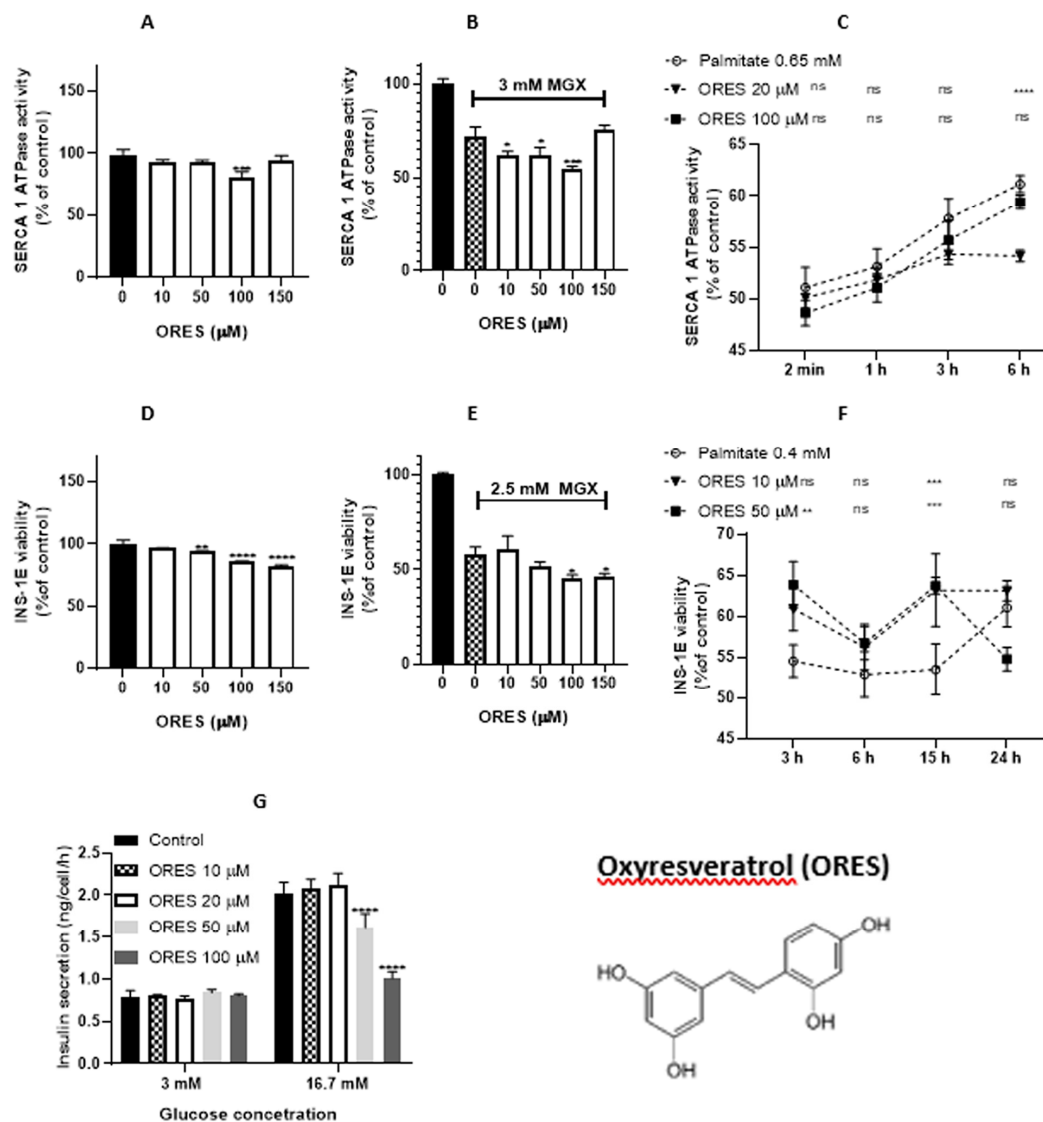 A
SERCA 1 ATPase activity
(% of control)
150
100
50
0
***
0 10 50 100 150
ORES (µM)
B
SERCA 1 ATPase activity
(% of control)
100
50
0
3 mM MGX
* * ***
0 0 10 50 100 150
ORES (µM)
C
Palmitate 0.65 mM
ORES 20 µM ns ns ns ****
ORES 100 µM ns ns ns ns
SERCA 1 ATPase activity
(% of control)
65
60
55
50
45
2 min 1 h 3 h 6 h
D
INS-1E viability
(%of control)
150
100
50
0
** **** ****
0 10 50 100 150
ORES (µM)
E
INS-1E viability
(%of control)
100
50
0
2.5 mM MGX
* *
0 0 10 50 100 150
ORES (µM)
F
Palmitate 0.4 mM
ORES 10 µM ns ns *** ns
ORES 50 µM ** ns *** ns
INS-1E viability
(%of control)
70
65
60
55
50
45
3 h 6 h 15 h 24 h
G
Control
ORES 10 µM
ORES 20 µM
ORES 50 µM
ORES 100 µM
Insulin secretion (ng/cell/h)
2.5
2.0
1.5
1.0
0.5
0.0
**** ****
3 mM 16.7 mM
Glucose concetration
Oxyresveratrol (ORES)
OH
HO
OH
OH